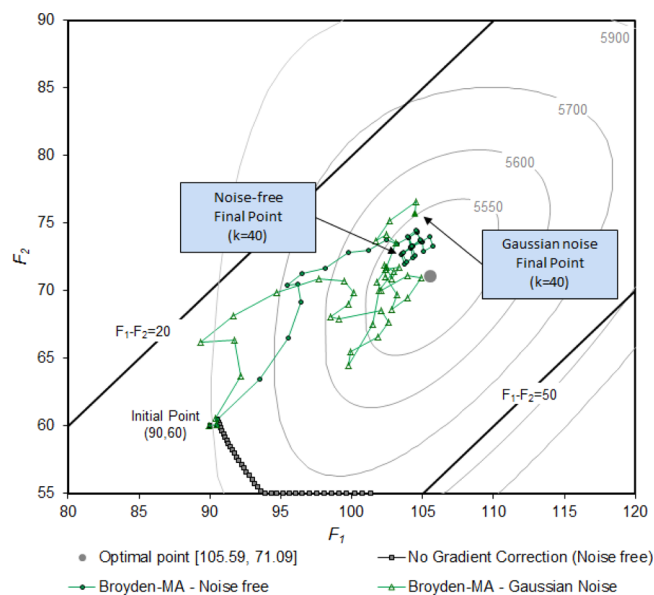 90
85
80
75
70
65
60
55
F2
5900
5700
5600
5550
Noise-free
Final Point
(k=40)
Gaussian noise
Final Point
(k=40)
F1-F2=20
F1-F2=50
Initial Point
(90,60)
80 85 90 95 100 105 110 115 120
F1
Optimal point [105.59, 71.09]
No Gradient Correction (Noise free)
Broyden-MA - Noise free
Broyden-MA - Gaussian Noise